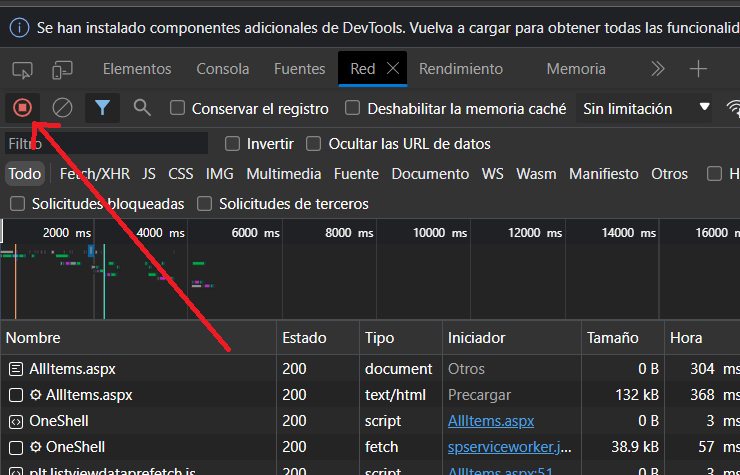 Se han instalado componentes adicionales de DevTools. Vuelva a cargar para obtener todas las funcionalid
Elementos Consola Fuentes Red Rendimiento Memoria
Conservar el registro Deshabilitar la memoria caché Sin limitación
Filtro Invertir Ocultar las URL de datos
Todo Fetch/XHR JS CSS IMG Multimedia Fuente Documento WS Wasm Manifiesto Otros H
Solicitudes bloqueadas Solicitudes de terceros
2000 ms 4000 ms 6000 ms 8000 ms 10000 ms 12000 ms 14000 ms 16000 m
Nombre Estado Tipo Iniciador Tamaño Hora
AllItems.aspx 200 document Otros 0 B 304 ms
AllItems.aspx 200 text/html Precargar 132 kB 368 ms
OneShell 200 script AllItems.aspx 0 B 3 ms
OneShell 200 fetch spserviceworker.j... 38.9 kB 57 ms
plt.listviewdataprefetch.js 200 script AllItems.aspx:51 0 B 3 ms